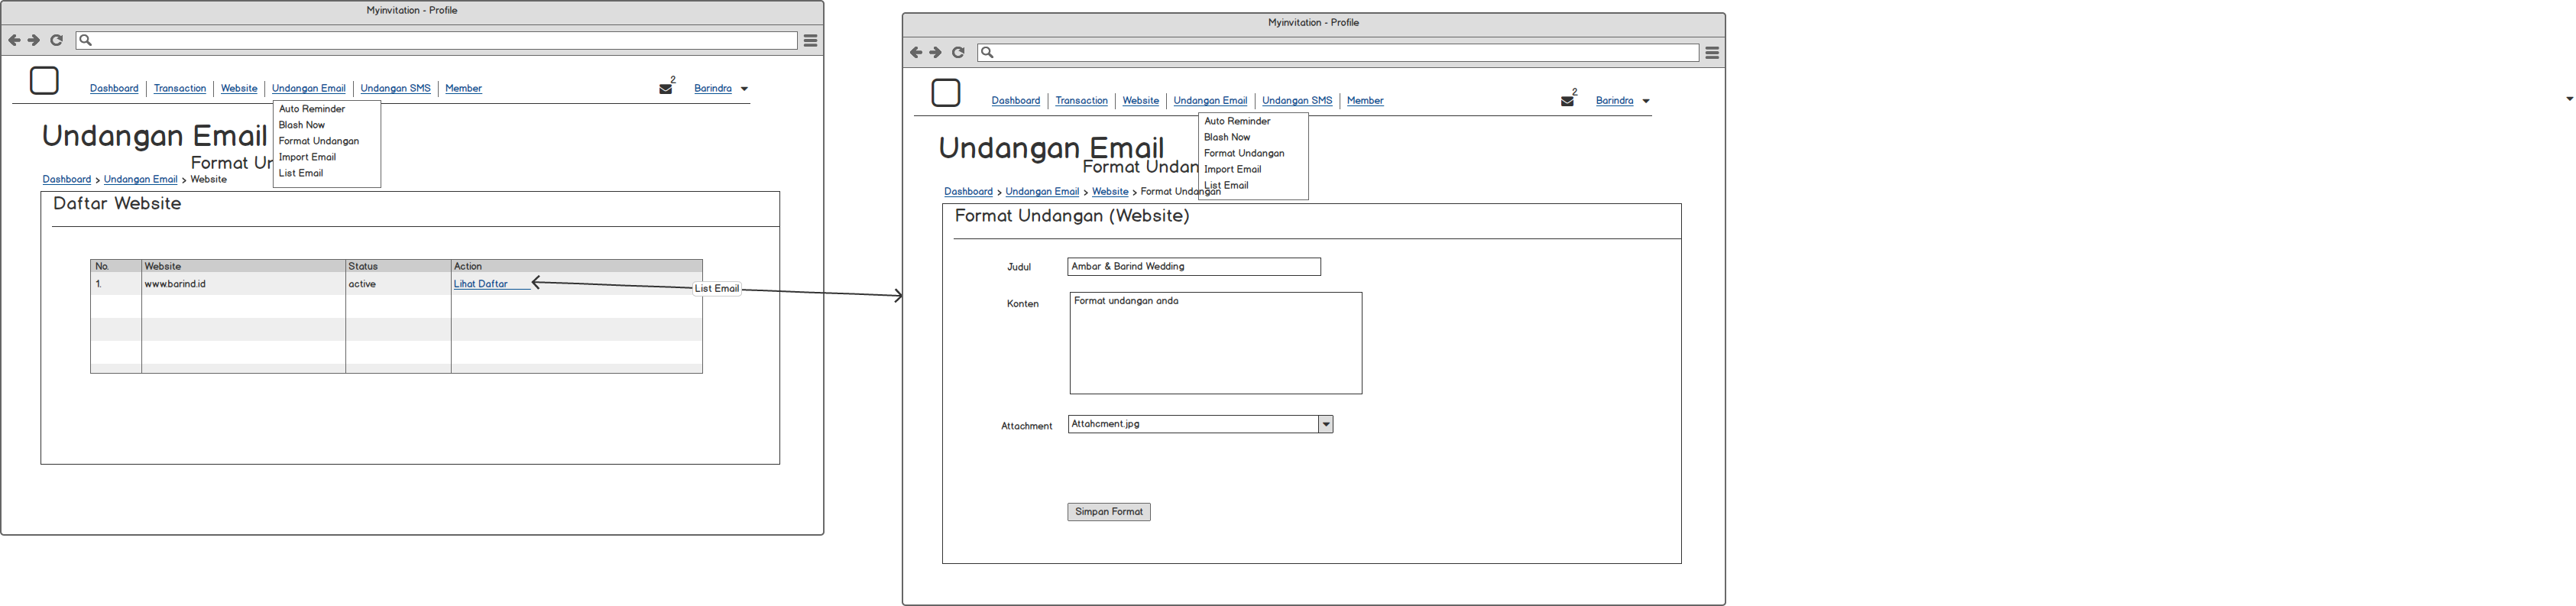 Myinvitation - Profile
Dashboard Transaction Website Undangan Email Undangan SMS Member 2 Barindra
Auto Reminder
Blash Now
Format Undangan
Import Email
List Email
Undangan Email
Format Ur
Dashboard > Undangan Email > Website
Daftar Website
No. Website Status Action
1. www.barind.id active Lihat Daftar
List Email
Myinvitation - Profile
Dashboard Transaction Website Undangan Email Undangan SMS Member 2 Barindra
Auto Reminder
Blash Now
Format Undangan
Import Email
List Email
Undangan Email
Format Undan
Dashboard > Undangan Email > Website > Format Undangan
Format Undangan (Website)
Judul Ambar & Barind Wedding
Konten Format undangan anda
Attachment Attahcment.jpg
Simpan Format